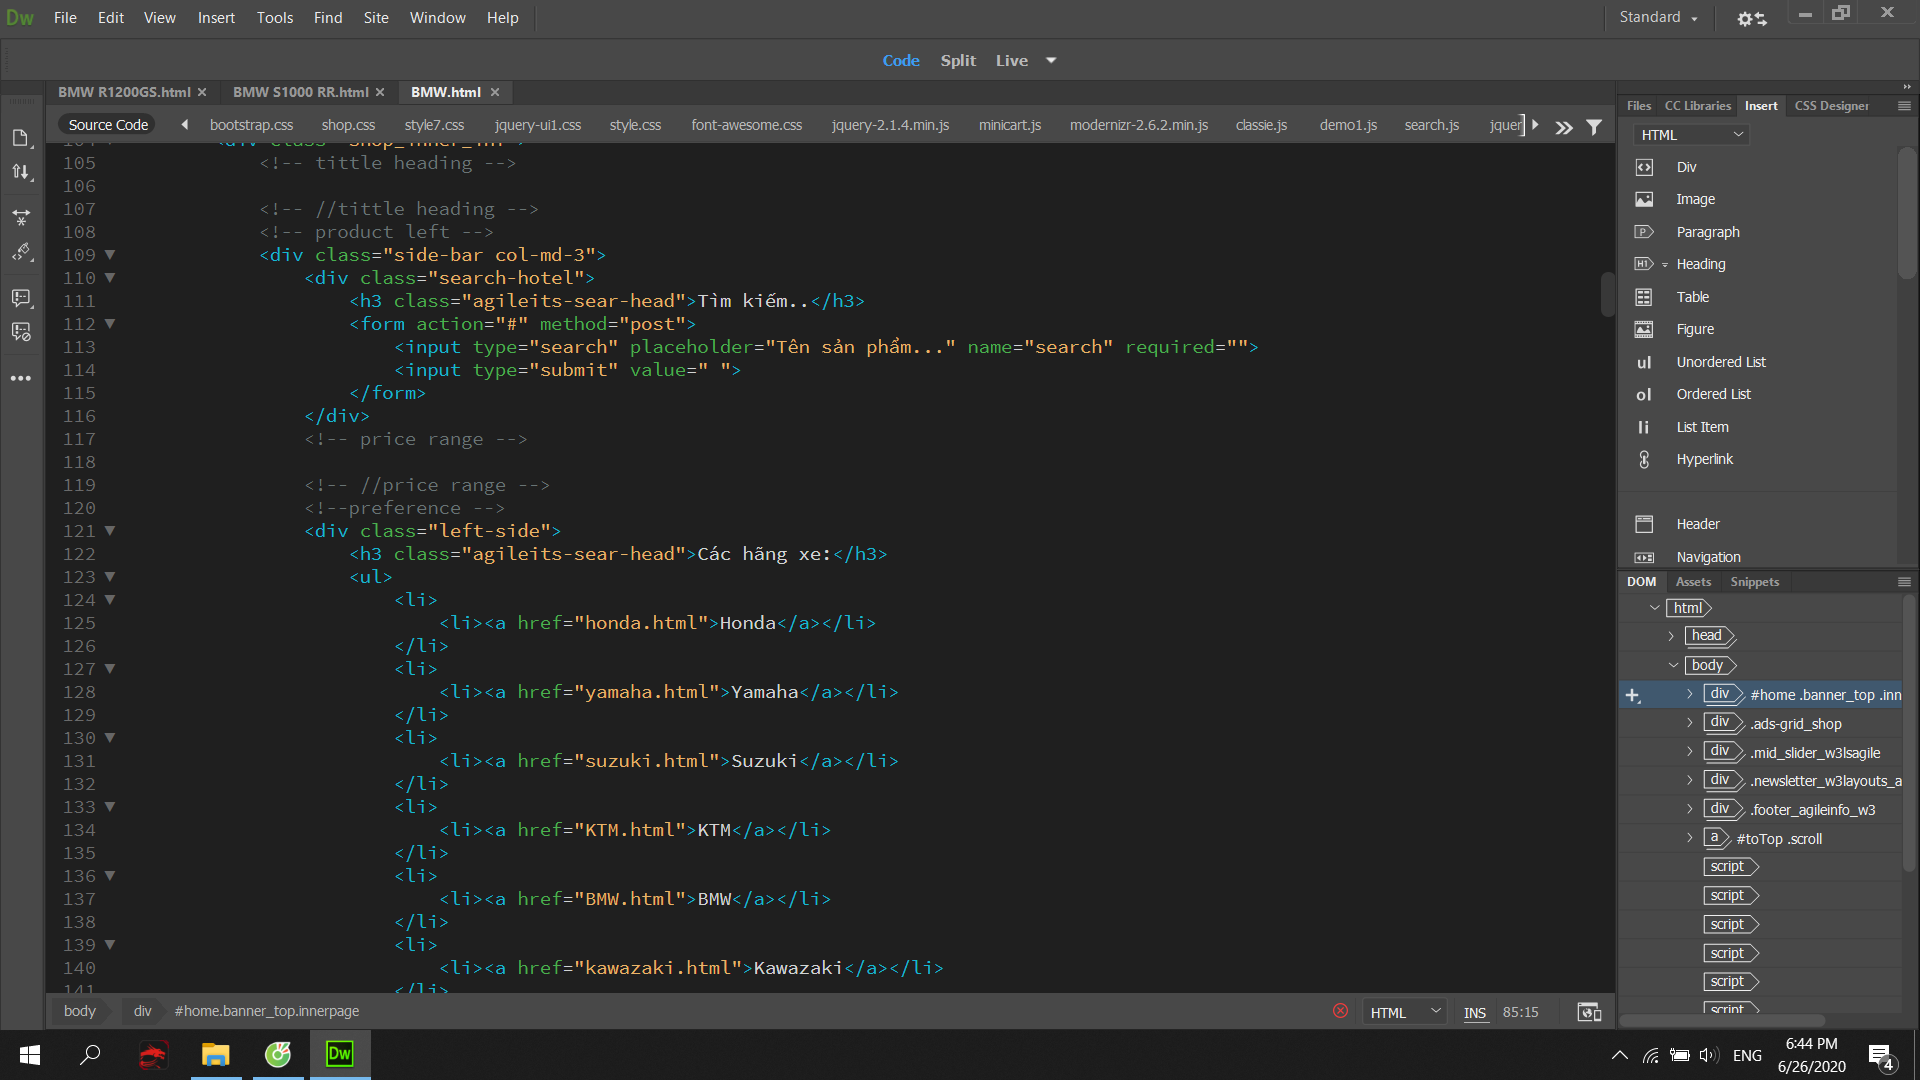 Dw File Edit View Insert Tools Find Site Window Help Standard
Code Split Live
BMW R1200GS.html BMW S1000 RR.html BMW.html
Source Code bootstrap.css shop.css style7.css jquery-ui1.css style.css font-awesome.css jquery-2.1.4.min.js minicart.js modernizr-2.6.2.min.js classie.js demo1.js search.js jquer
105 <!-- tittle heading -->
106
107 <!-- //tittle heading -->
108 <!-- product left -->
109 <div class="side-bar col-md-3">
110 <div class="search-hotel">
111 <h3 class="agileits-sear-head">Tìm kiếm..</h3>
112 <form action="#" method="post">
113 <input type="search" placeholder="Tên sản phẩm..." name="search" required="">
114 <input type="submit" value=" ">
115 </form>
116 </div>
117 <!-- price range -->
118
119 <!-- //price range -->
120 <!--preference -->
121 <div class="left-side">
122 <h3 class="agileits-sear-head">Các hãng xe:</h3>
123 <ul>
124 <li>
125 <li><a href="honda.html">Honda</a></li>
126 </li>
127 <li>
128 <li><a href="yamaha.html">Yamaha</a></li>
129 </li>
130 <li>
131 <li><a href="suzuki.html">Suzuki</a></li>
132 </li>
133 <li>
134 <li><a href="KTM.html">KTM</a></li>
135 </li>
136 <li>
137 <li><a href="BMW.html">BMW</a></li>
138 </li>
139 <li>
140 <li><a href="kawazaki.html">Kawazaki</a></li>
141 </li>
body div #home.banner_top.innerpage HTML INS 85:15
Files CC Libraries Insert CSS Designer
HTML
Div
Image
Paragraph
Heading
Table
Figure
ul Unordered List
ol Ordered List
li List Item
Hyperlink
Header
Navigation
DOM Assets Snippets
html
head
body
div #home .banner_top .inn
div .ads-grid_shop
div .mid_slider_w3lsagile
div .newsletter_w3layouts_a
div .footer_agileinfo_w3
a #toTop .scroll
script
script
script
script
script
script
Dw ENG 6:44 PM
6/26/2020 4